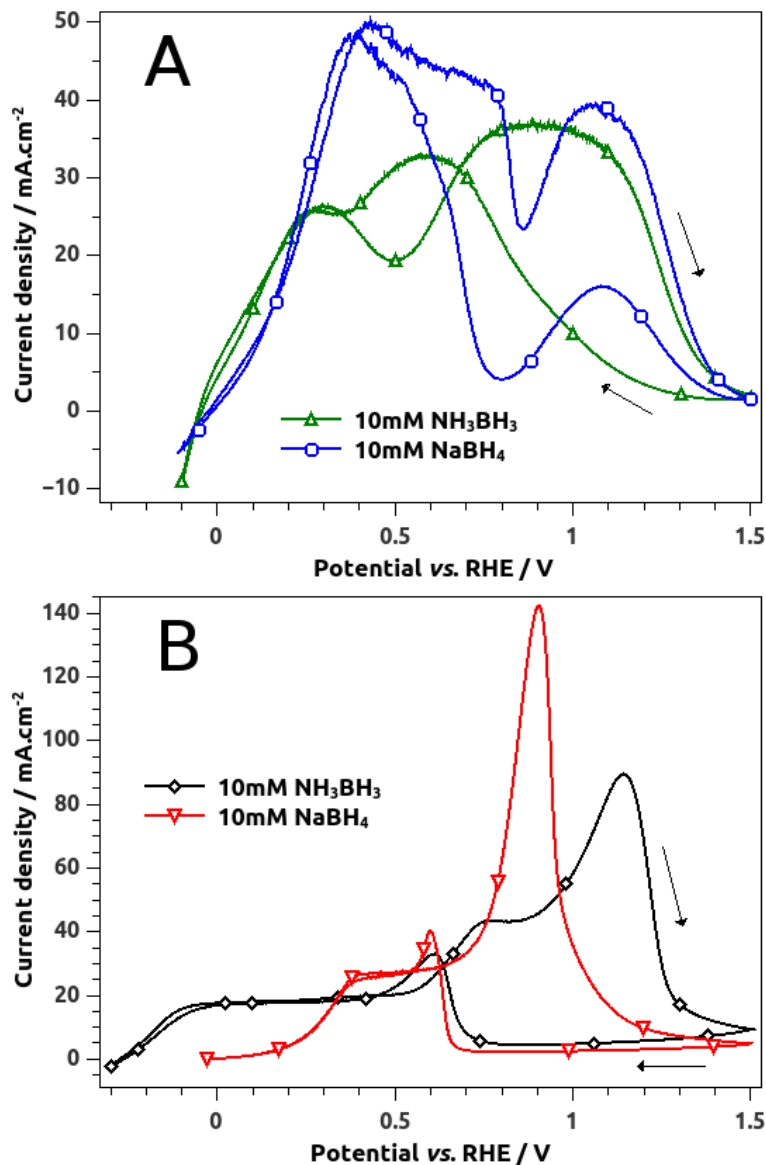 A
50
40
30
20
10
0
−10
Current density / mA.cm⁻²
10mM NH₃BH₃
10mM NaBH₄
0 0.5 1 1.5
Potential vs. RHE / V
B
140
120
100
80
60
40
20
0
Current density / mA.cm⁻²
10mM NH₃BH₃
10mM NaBH₄
0 0.5 1 1.5
Potential vs. RHE / V